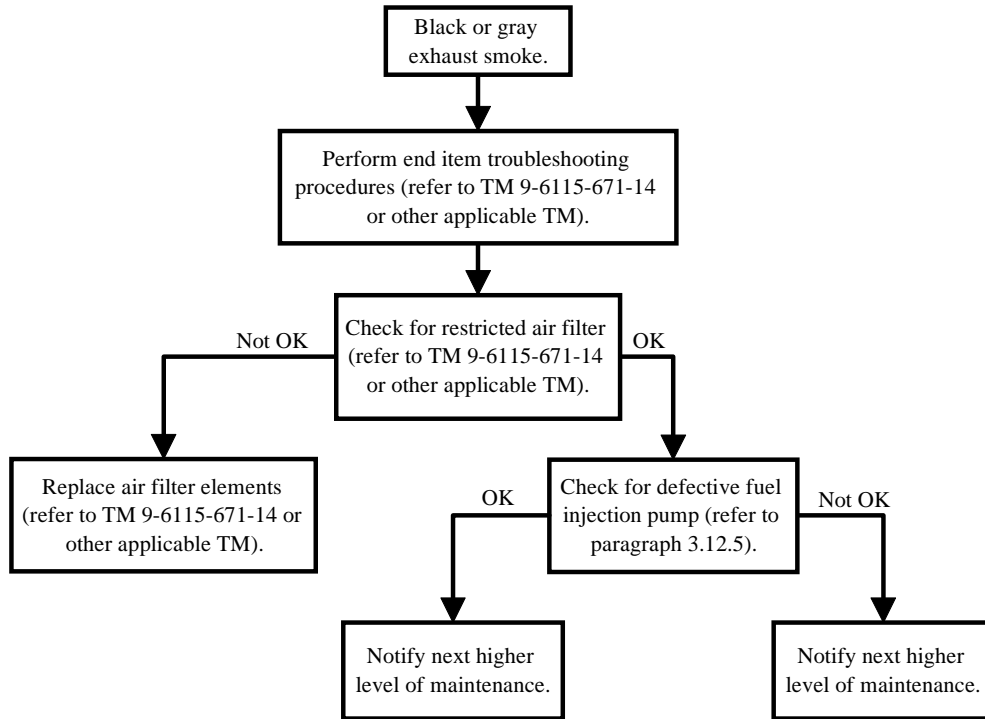 Black or gray
exhaust smoke.
Perform end item troubleshooting
procedures (refer to TM 9-6115-671-14
or other applicable TM).
Check for restricted air filter
(refer to TM 9-6115-671-14
or other applicable TM).
Not OK
OK
Replace air filter elements
(refer to TM 9-6115-671-14 or
other applicable TM).
Check for defective fuel
injection pump (refer to
paragraph 3.12.5).
OK
Not OK
Notify next higher
level of maintenance.
Notify next higher
level of maintenance.